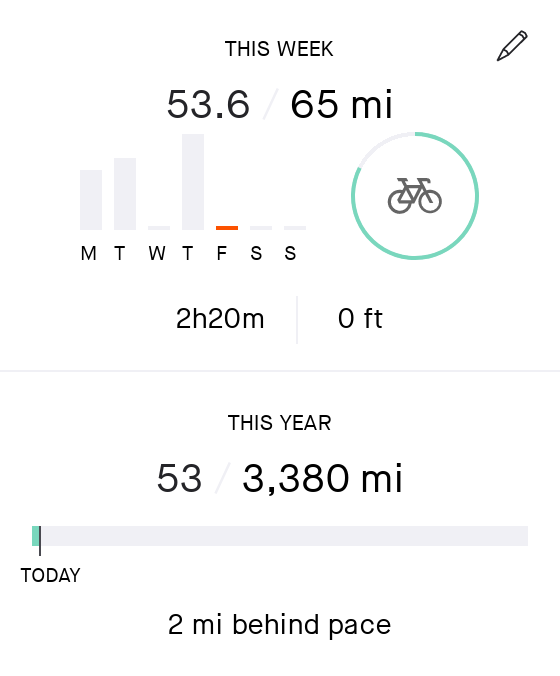 THIS WEEK
53.6 / 65 mi
M T W T F S S
2h20m | 0 ft
THIS YEAR
53 / 3,380 mi
TODAY
2 mi behind pace